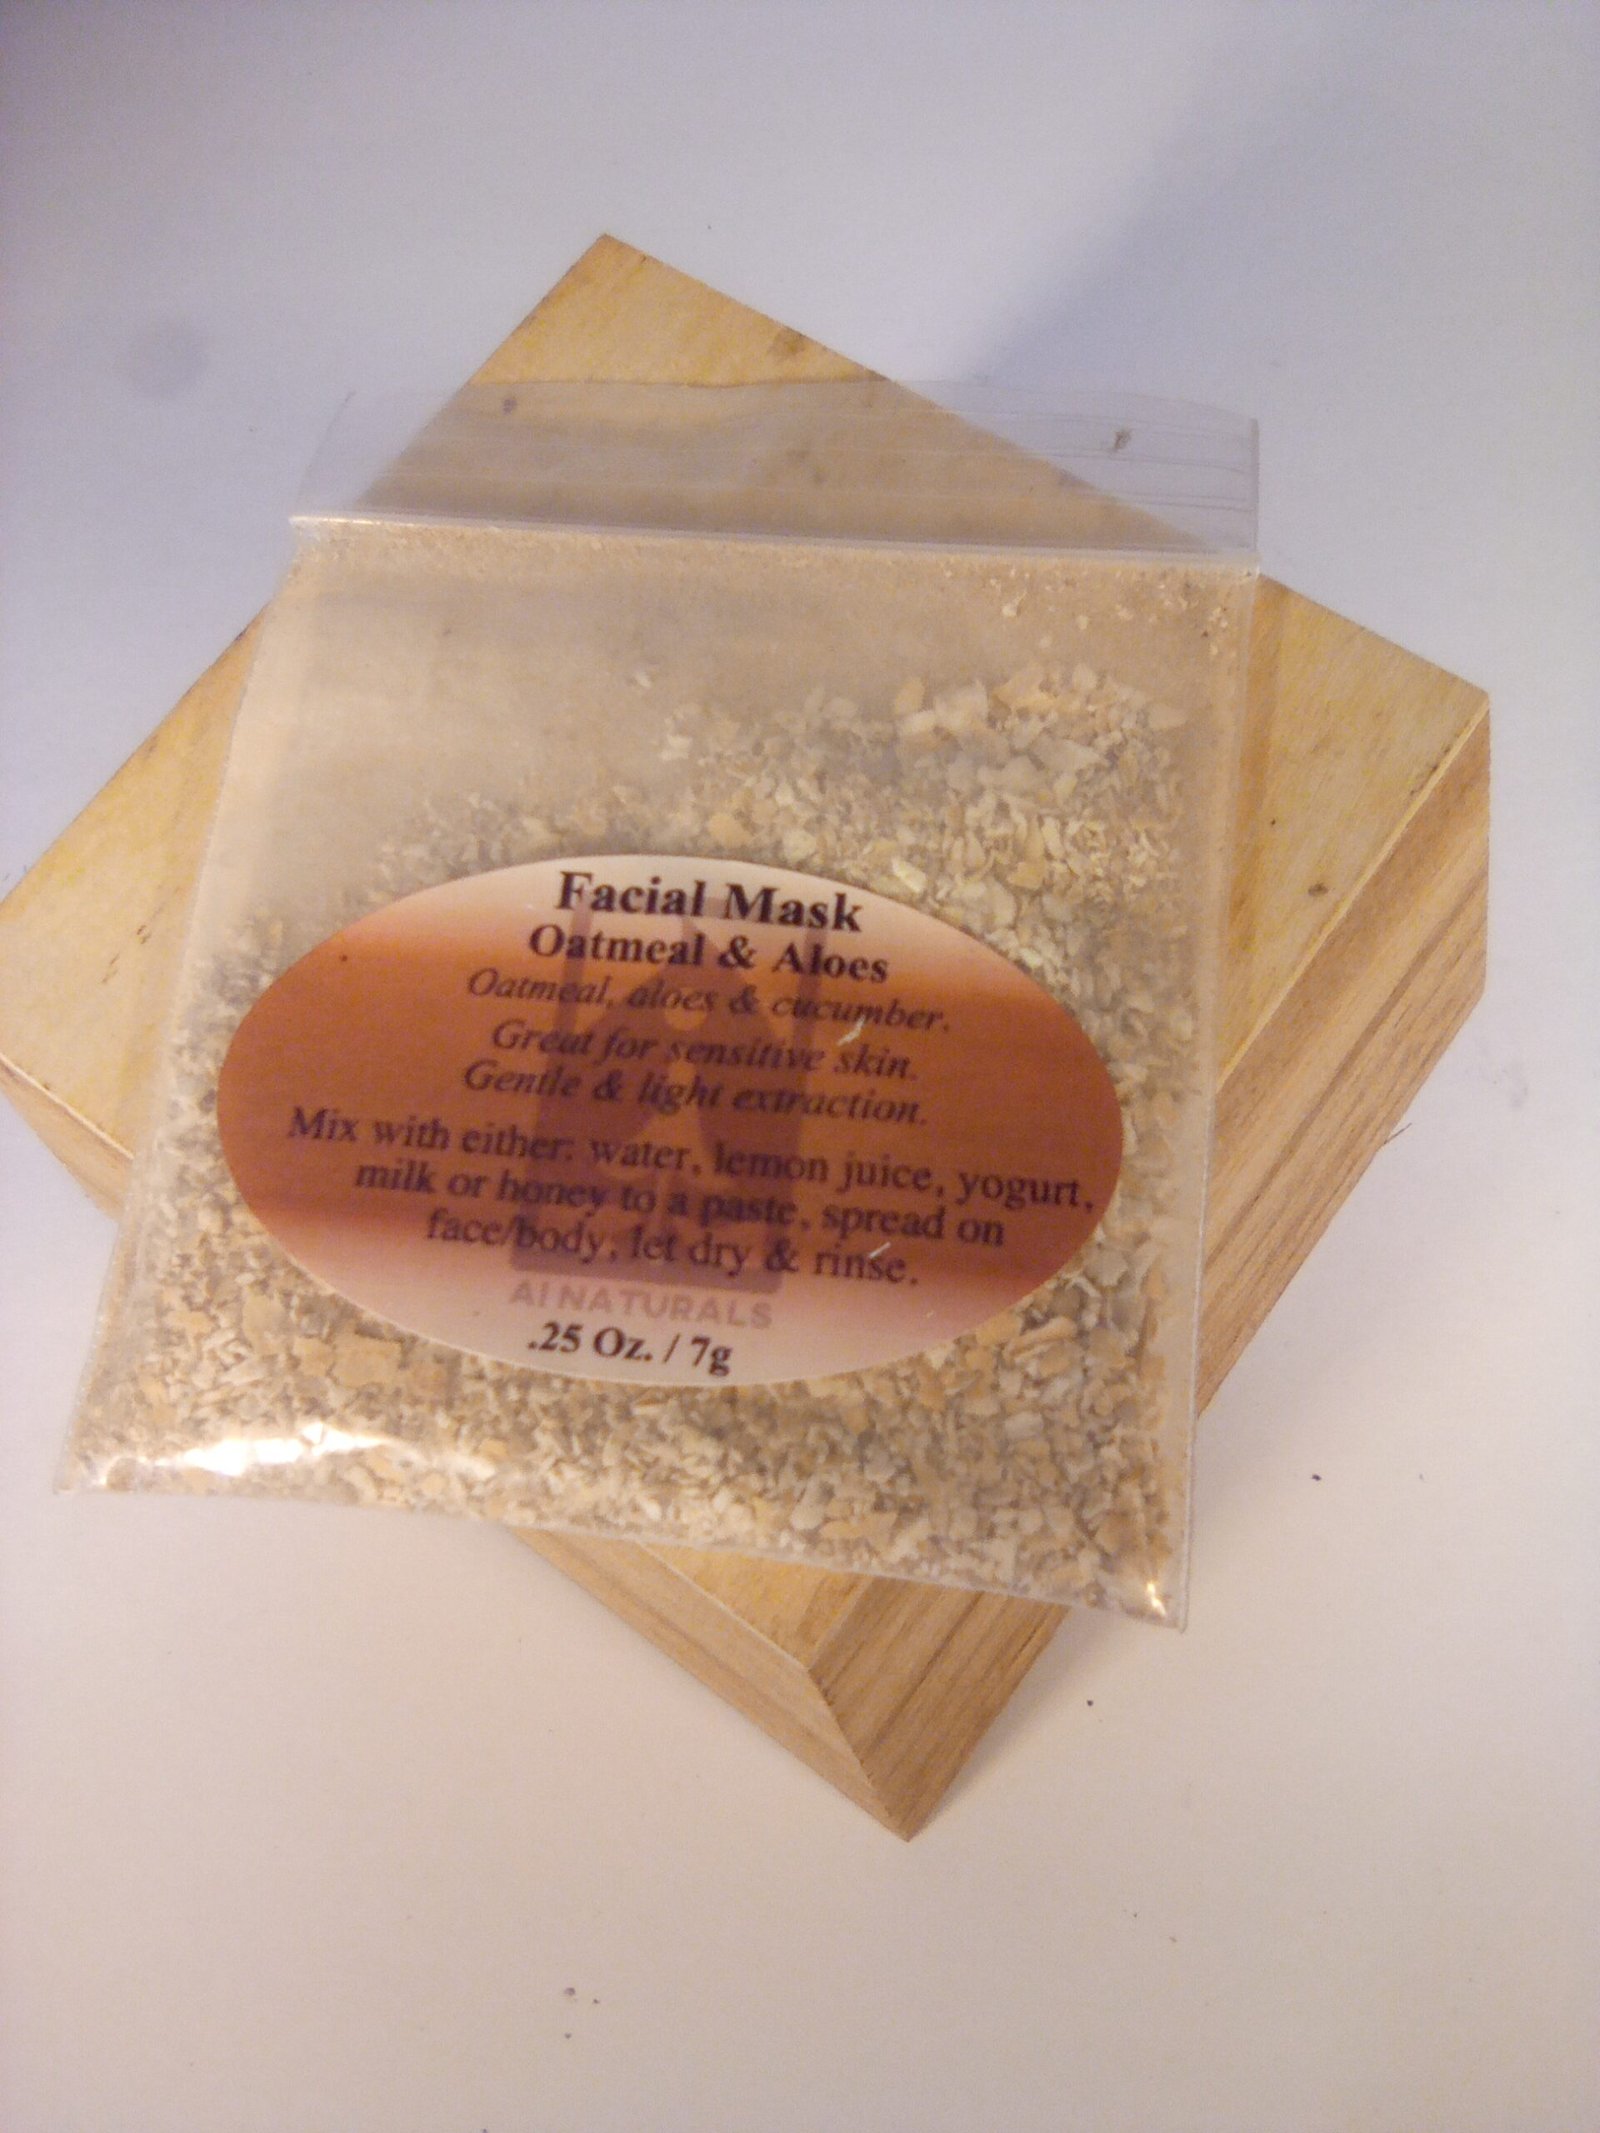 Facial Mask
Oatmeal & Aloes
Oatmeal, aloes & cucumber.
Great for sensitive skin.
Gentle & light extraction.
Mix with either: water, lemon juice, yogurt,
milk or honey to a paste, spread on
face/body, let dry & rinse.
AI NATURALS
.25 Oz. / 7g